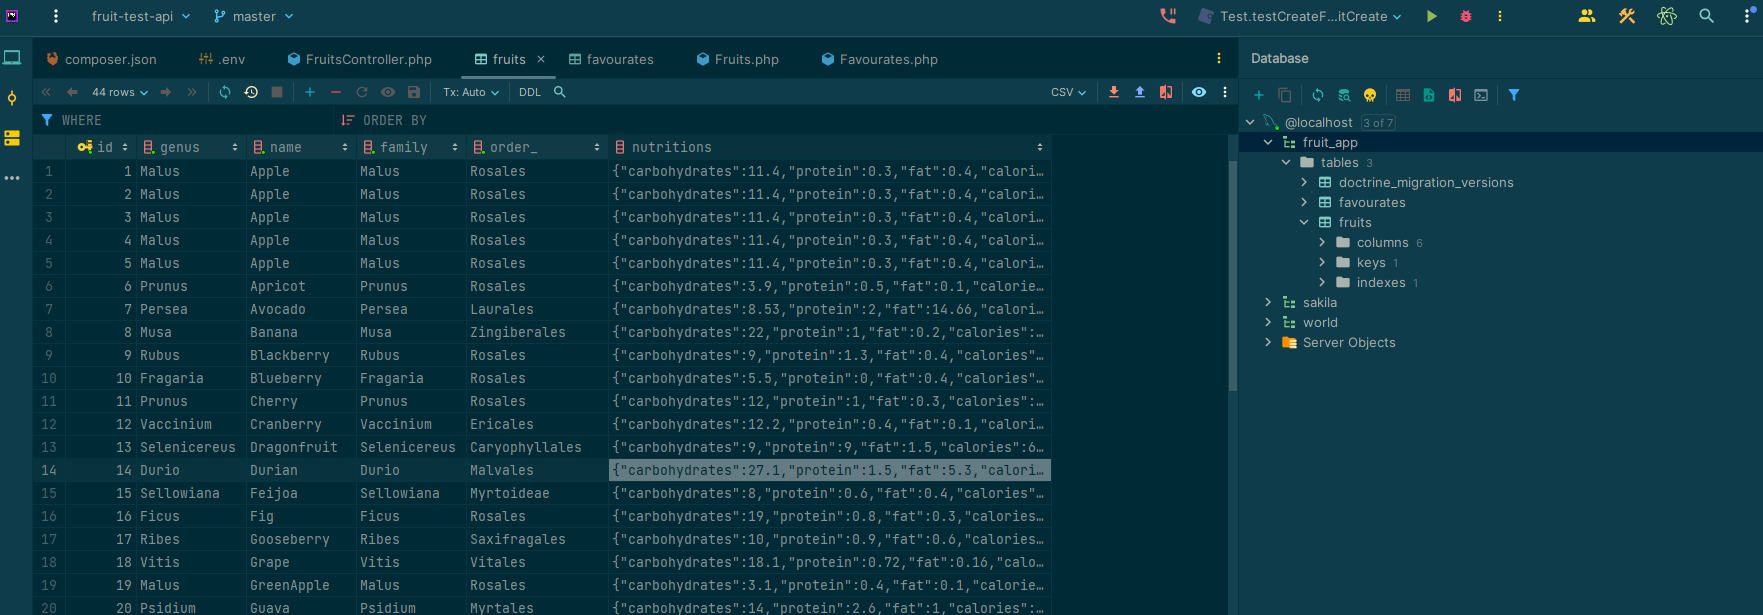 fruit-test-api master Test.testCreateF...itCreate
composer.json .env FruitsController.php fruits favourates Fruits.php Favourates.php Database
44 rows Tx: Auto DDL CSV
WHERE ORDER BY
id genus name family order_ nutritions
1 1 Malus Apple Malus Rosales {"carbohydrates":11.4,"protein":0.3,"fat":0.4,"calori...
2 2 Malus Apple Malus Rosales {"carbohydrates":11.4,"protein":0.3,"fat":0.4,"calori...
3 3 Malus Apple Malus Rosales {"carbohydrates":11.4,"protein":0.3,"fat":0.4,"calori...
4 4 Malus Apple Malus Rosales {"carbohydrates":11.4,"protein":0.3,"fat":0.4,"calori...
5 5 Malus Apple Malus Rosales {"carbohydrates":11.4,"protein":0.3,"fat":0.4,"calori...
6 6 Prunus Apricot Prunus Rosales {"carbohydrates":3.9,"protein":0.5,"fat":0.1,"calorie...
7 7 Persea Avocado Persea Laurales {"carbohydrates":8.53,"protein":2,"fat":14.66,"calori...
8 8 Musa Banana Musa Zingiberales {"carbohydrates":22,"protein":1,"fat":0.2,"calories":...
9 9 Rubus Blackberry Rubus Rosales {"carbohydrates":9,"protein":1.3,"fat":0.4,"calories"...
10 10 Fragaria Blueberry Fragaria Rosales {"carbohydrates":5.5,"protein":0,"fat":0.4,"calories"...
11 11 Prunus Cherry Prunus Rosales {"carbohydrates":12,"protein":1,"fat":0.3,"calories":...
12 12 Vaccinium Cranberry Vaccinium Ericales {"carbohydrates":12.2,"protein":0.4,"fat":0.1,"calori...
13 13 Selenicereus Dragonfruit Selenicereus Caryophyllales {"carbohydrates":9,"protein":9,"fat":1.5,"calories":6...
14 14 Durio Durian Durio Malvales {"carbohydrates":27.1,"protein":1.5,"fat":5.3,"calori...
15 15 Sellowiana Feijoa Sellowiana Myrtoideae {"carbohydrates":8,"protein":0.6,"fat":0.4,"calories"...
16 16 Ficus Fig Ficus Rosales {"carbohydrates":19,"protein":0.8,"fat":0.3,"calories...
17 17 Ribes Gooseberry Ribes Saxifragales {"carbohydrates":10,"protein":0.9,"fat":0.6,"calories...
18 18 Vitis Grape Vitis Vitales {"carbohydrates":18.1,"protein":0.72,"fat":0.16,"calo...
19 19 Malus GreenApple Malus Rosales {"carbohydrates":3.1,"protein":0.4,"fat":0.1,"calorie...
20 20 Psidium Guava Psidium Myrtales {"carbohydrates":14,"protein":2.6,"fat":1,"calories":...
@localhost 3 of 7
fruit_app
tables 3
doctrine_migration_versions
favourates
fruits
columns 6
keys 1
indexes 1
sakila
world
Server Objects